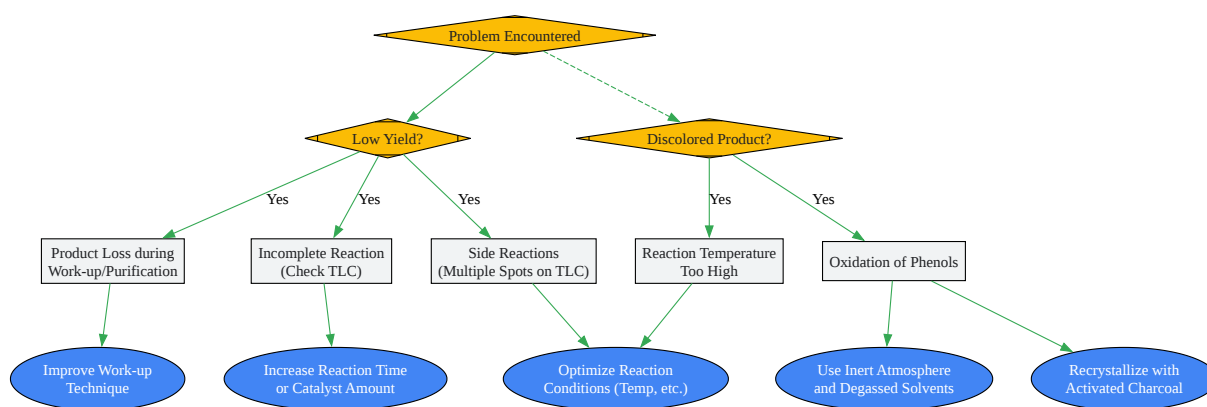 Problem Encountered
Low Yield?
Discolored Product?
Yes
Yes
Yes
Yes
Yes
Product Loss during
Work-up/Purification
Incomplete Reaction
(Check TLC)
Side Reactions
(Multiple Spots on TLC)
Reaction Temperature
Too High
Oxidation of Phenols
Improve Work-up
Technique
Increase Reaction Time
or Catalyst Amount
Optimize Reaction
Conditions (Temp, etc.)
Use Inert Atmosphere
and Degassed Solvents
Recrystallize with
Activated Charcoal